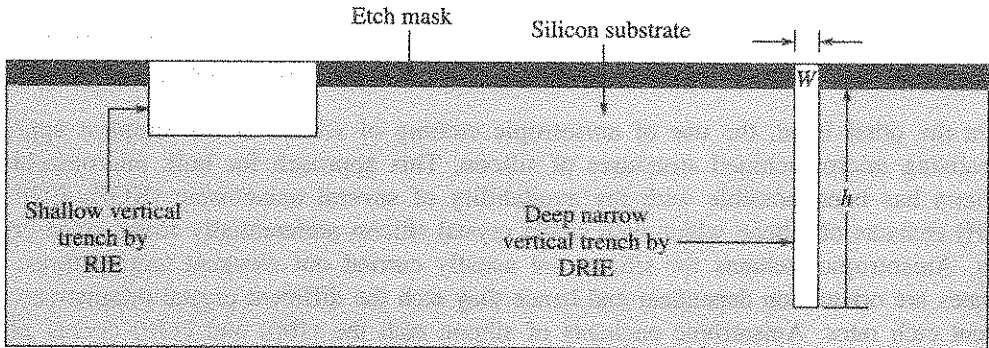 Etch mask
Silicon substrate
W
h
Shallow vertical
trench by
RIE
Deep narrow
vertical trench by
DRIE